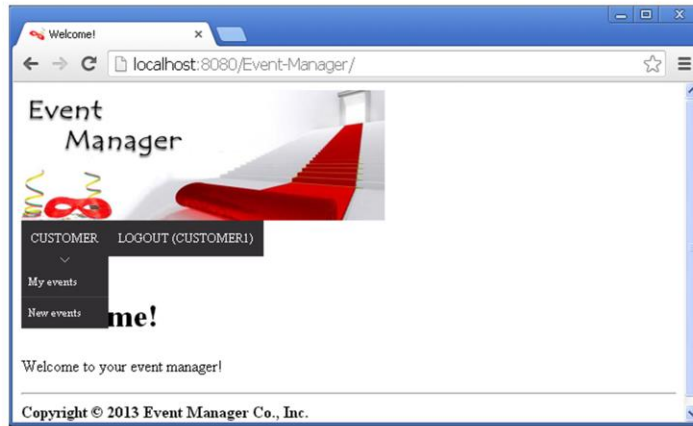 Welcome!
localhost:8080/Event-Manager/
Event
Manager
CUSTOMER LOGOUT (CUSTOMER1)
My events
New events
me!
Welcome to your event manager!
Copyright © 2013 Event Manager Co., Inc.